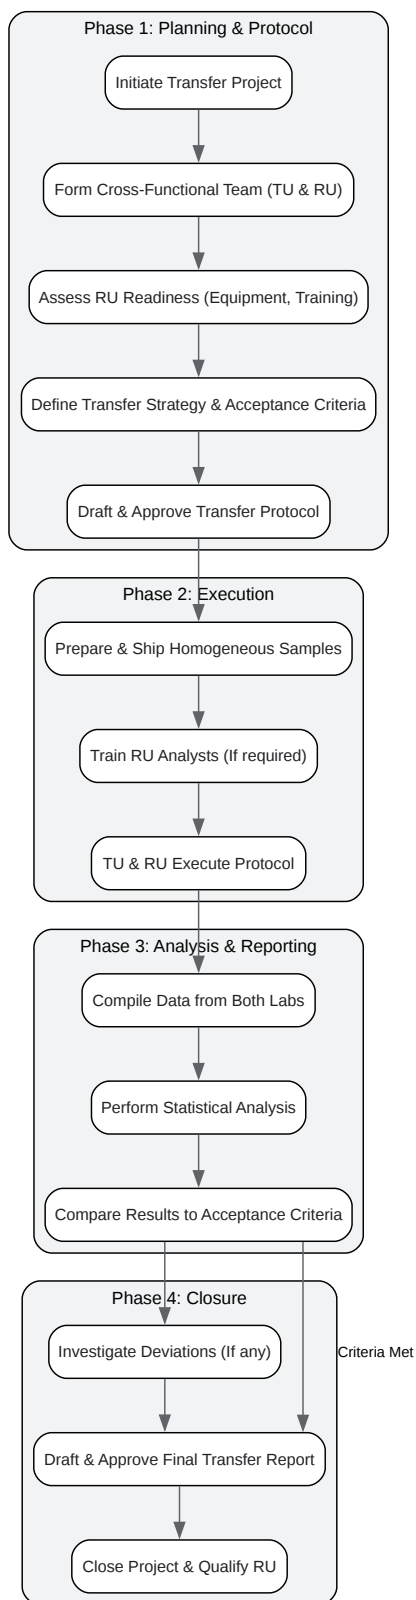 Phase 1: Planning & Protocol
Initiate Transfer Project
Form Cross-Functional Team (TU & RU)
Assess RU Readiness (Equipment, Training)
Define Transfer Strategy & Acceptance Criteria
Draft & Approve Transfer Protocol
Phase 2: Execution
Prepare & Ship Homogeneous Samples
Train RU Analysts (If required)
TU & RU Execute Protocol
Phase 3: Analysis & Reporting
Compile Data from Both Labs
Perform Statistical Analysis
Compare Results to Acceptance Criteria
Phase 4: Closure
Investigate Deviations (If any)
Criteria Met
Draft & Approve Final Transfer Report
Close Project & Qualify RU